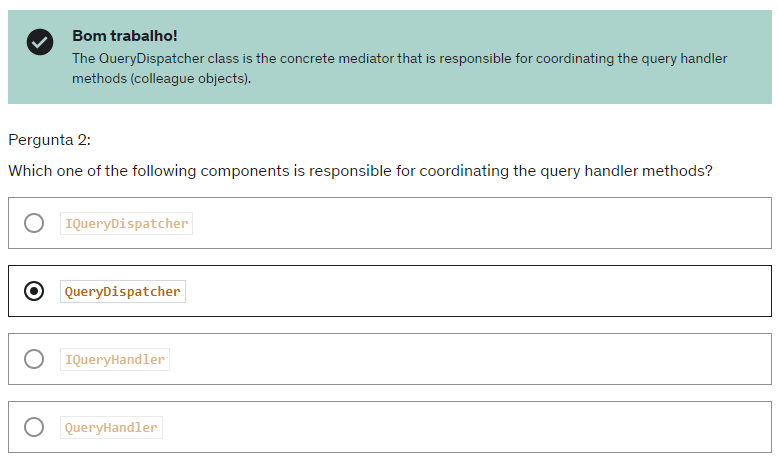 Bom trabalho!
The QueryDispatcher class is the concrete mediator that is responsible for coordinating the query handler
methods (colleague objects).
Pergunta 2:
Which one of the following components is responsible for coordinating the query handler methods?
IQueryDispatcher
QueryDispatcher
IQueryHandler
QueryHandler